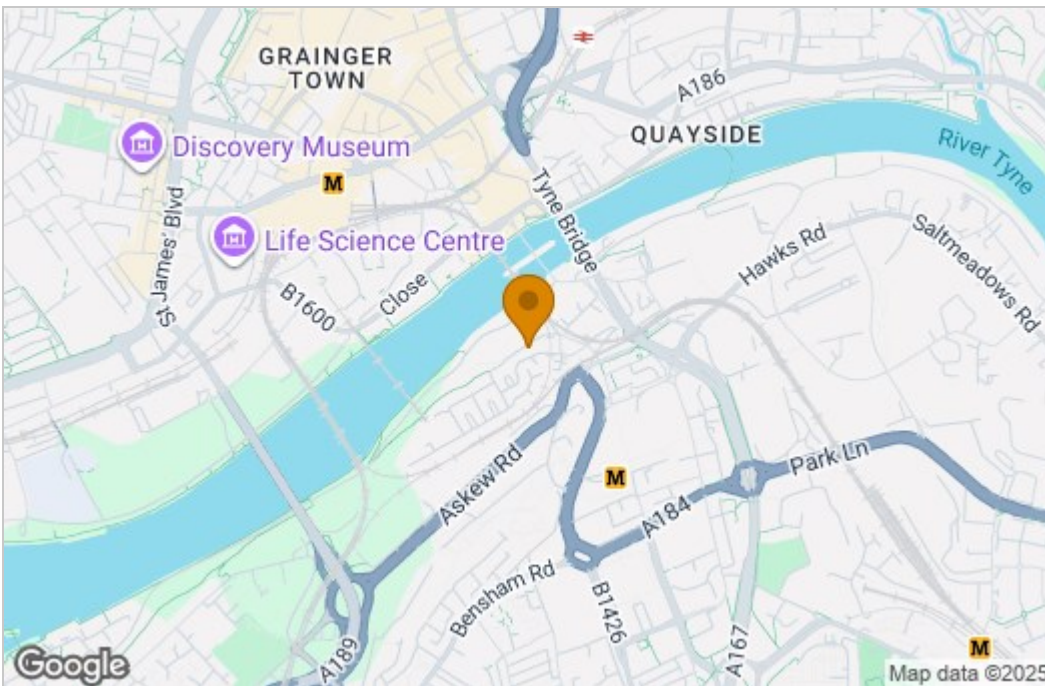 GRAINGER
TOWN
A186
QUAYSIDE
Discovery Museum
River Tyne
M
Tyne Bridge
St James' Blvd
Life Science Centre
Hawks Rd
Saltmeadows Rd
Close
B1600
Askew Rd
M
Park Ln
A184
Bensham Rd
B1426
A167
A189
M
Google
Map data ©2025